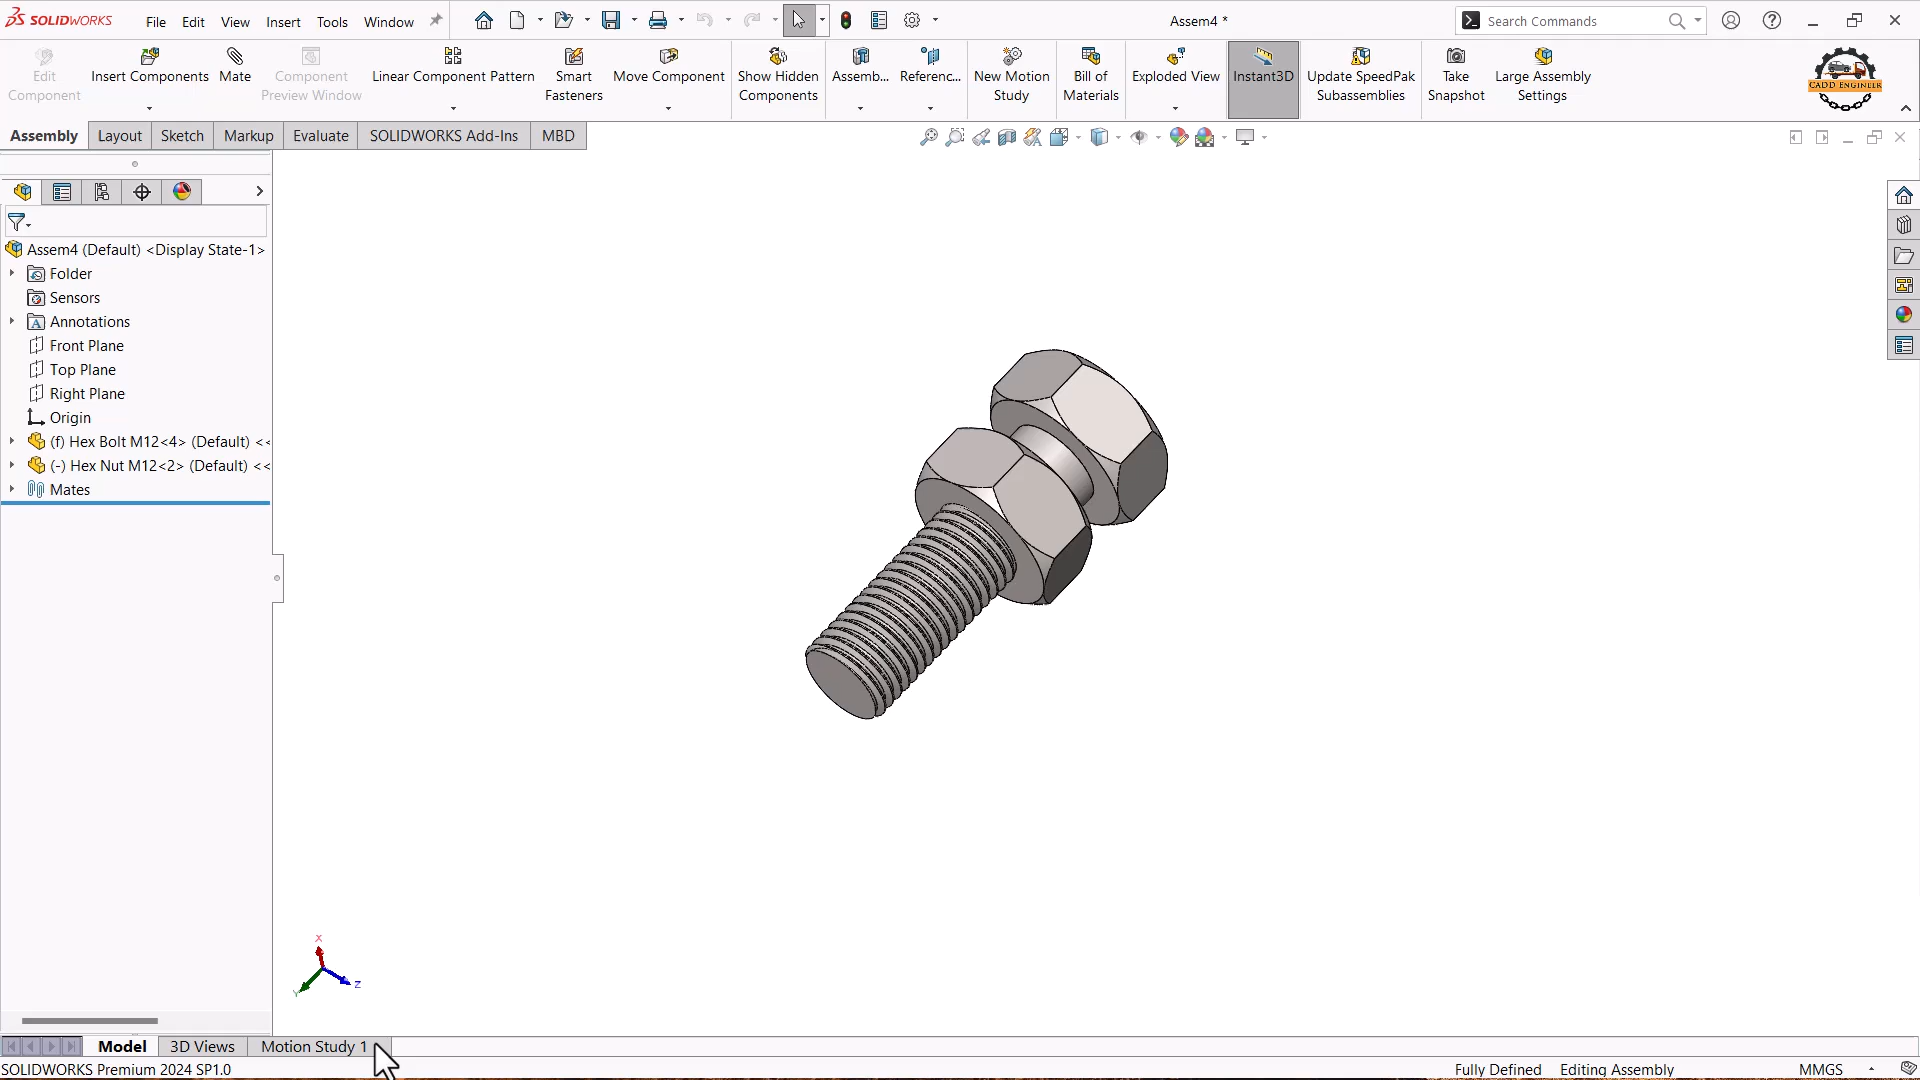 SOLIDWORKS File Edit View Insert Tools Window Assem4 * Search Commands
Edit Component
Insert Components
Mate
Component Preview Window
Linear Component Pattern
Smart Fasteners
Move Component
Show Hidden Components
Assemb...
Referenc...
New Motion Study
Bill of Materials
Exploded View
Instant3D
Update SpeedPak Subassemblies
Take Snapshot
Large Assembly Settings
CADD ENGINEER
Assembly Layout Sketch Markup Evaluate SOLIDWORKS Add-Ins MBD
Assem4 (Default) <Display State-1>
Folder
Sensors
Annotations
Front Plane
Top Plane
Right Plane
Origin
(f) Hex Bolt M12<4> (Default) <<
(-) Hex Nut M12<2> (Default) <<
Mates
X
Y
Z
Model 3D Views Motion Study 1
SOLIDWORKS Premium 2024 SP1.0 Fully Defined Editing Assembly MMGS